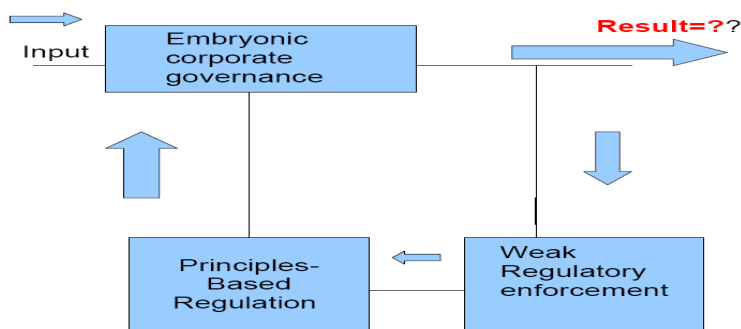 Result=??
Input
Embryonic
corporate
governance
Principles-
Based
Regulation
Weak
Regulatory
enforcement